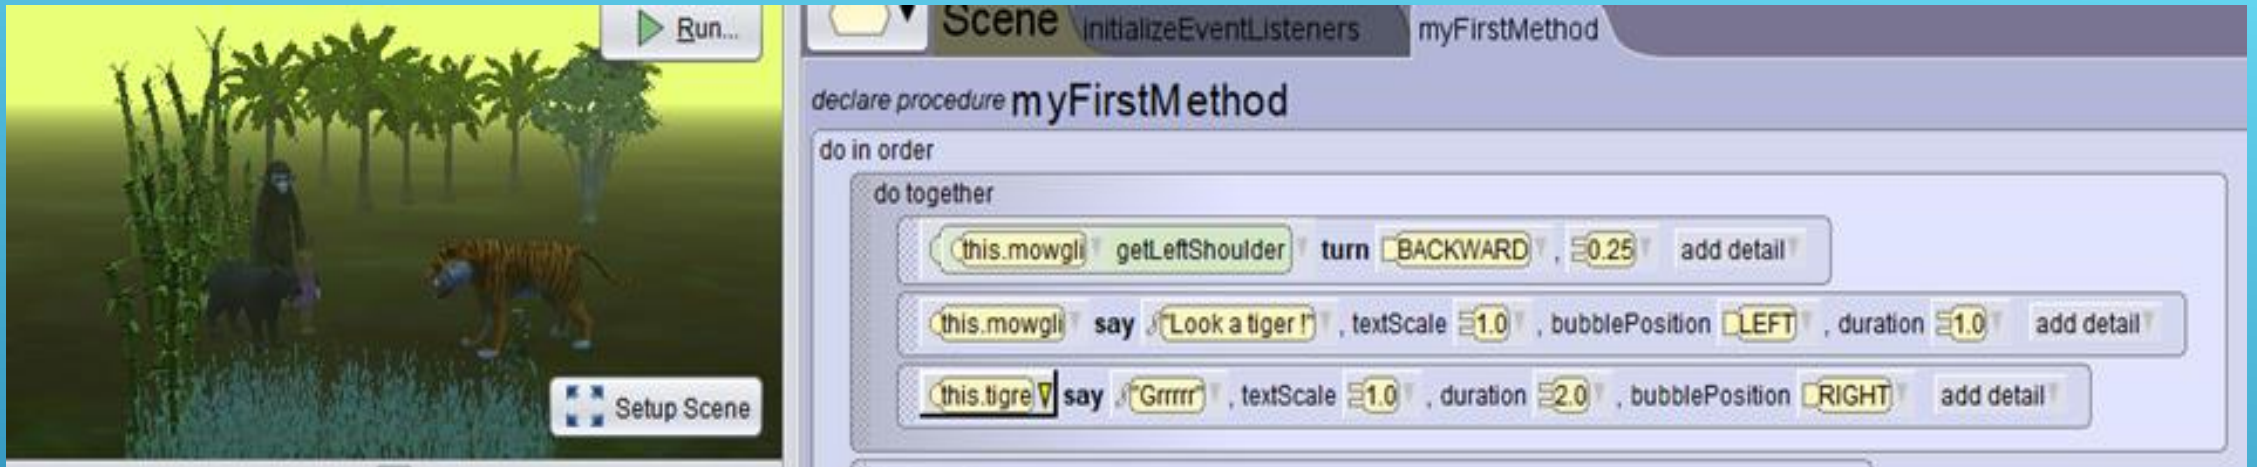 Run...
Setup Scene
Scene initializeEventListeners myFirstMethod
declare procedure myFirstMethod
do in order
do together
this.mowgli getLeftShoulder turn BACKWARD , 0.25 add detail
this.mowgli say "Look a tiger !" , textScale 1.0 , bubblePosition LEFT , duration 1.0 add detail
this.tigre say "Grrrrr" , textScale 1.0 , duration 2.0 , bubblePosition RIGHT add detail